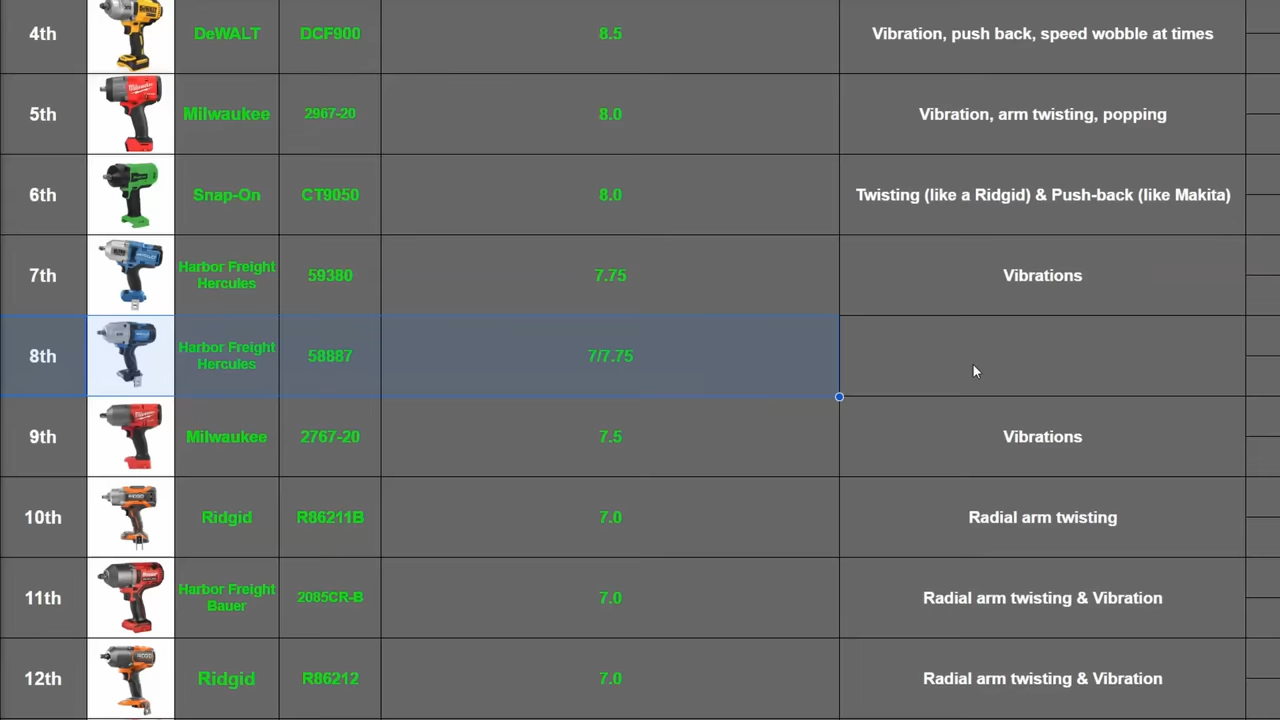 4th DeWALT DCF900 8.5 Vibration, push back, speed wobble at times
5th Milwaukee 2967-20 8.0 Vibration, arm twisting, popping
6th Snap-On CT9050 8.0 Twisting (like a Ridgid) & Push-back (like Makita)
7th Harbor Freight
Hercules 59380 7.75 Vibrations
8th Harbor Freight
Hercules 58887 7/7.75
9th Milwaukee 2767-20 7.5 Vibrations
10th Ridgid R86211B 7.0 Radial arm twisting
11th Harbor Freight
Bauer 2085CR-B 7.0 Radial arm twisting & Vibration
12th Ridgid R86212 7.0 Radial arm twisting & Vibration